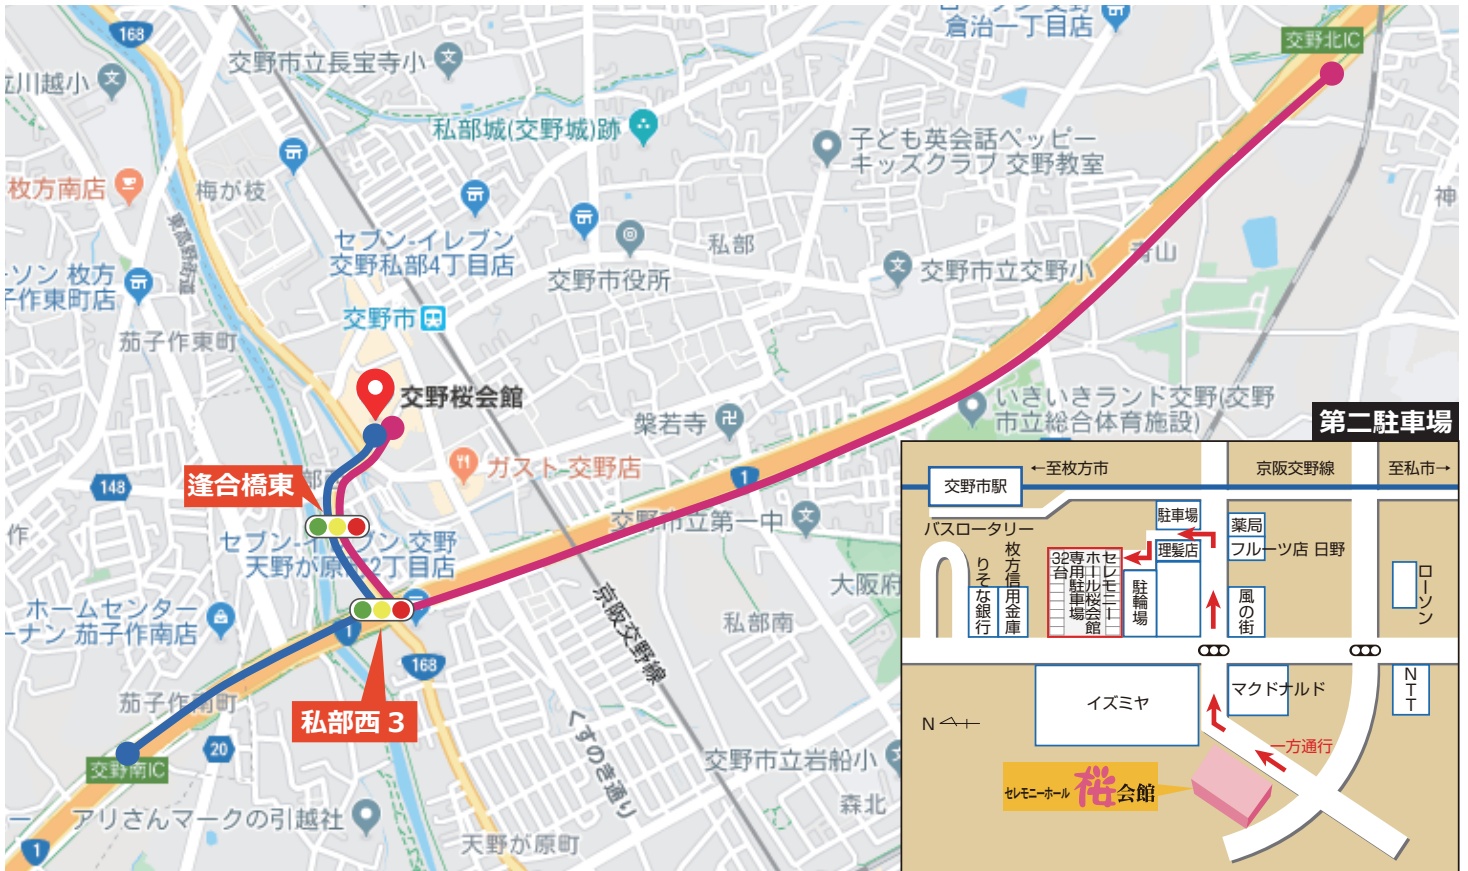 168
交野市立長宝寺小
立川越小
ローソン 交野
倉治一丁目店
交野北IC
私部城(交野城)跡
子ども英会話ペッピー
キッズクラブ 交野教室
枚方南店
梅が枝
神
セブン-イレブン
交野私部4丁目店
交野市役所
私部
交野市立交野小
青山
ーソン 枚方
子作東町店
交野市
茄子作東町
交野桜会館
いきいきランド交野(交野
市立総合体育施設)
槃若寺
ガスト 交野店
逢合橋東
148
1
交野市立第一中
作
セブン-イレブン 交野
天野が原町2丁目店
大阪府
ホームセンター
ーナン 茄子作南店
1
京阪交野線
私部南
168
茄子作南町
私部西3
くすのき通り
20
交野南IC
交野市立岩船小
アリさんマークの引越社
森北
天野が原町
1
第二駐車場
←至枚方市
京阪交野線
至私市→
交野市駅
バスロータリー
駐車場
薬局
フルーツ店 日野
理髪店
りそな銀行
枚方信用金庫
セレモニー
ホール桜会館
専用駐車場
32台
駐輪場
風の街
ローソン
イズミヤ
マクドナルド
NTT
N
一方通行
セレモニーホール 桜会館